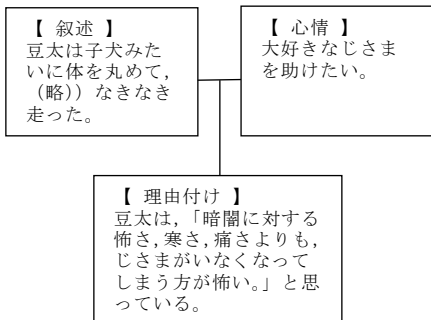 【 叙述 】
豆太は子犬みた
いに体を丸めて,
（略)）なきなき
走った。
【 心情 】
大好きなじさま
を助けたい。
【 理由付け 】
豆太は,「暗闇に対する
怖さ,寒さ,痛さよりも,
じさまがいなくなって
しまう方が怖い。」と思
っている。